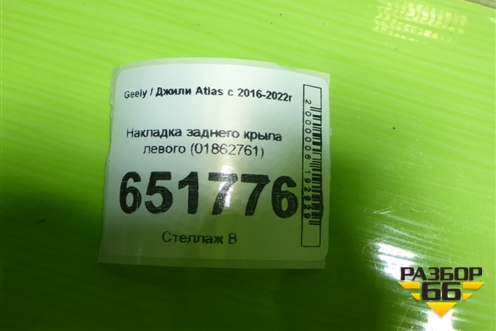 Geely / Джили Atlas с 2016-2022г
Накладка заднего крыла
левого (01862761)
651776
Стеллаж В
РАЗБОР
66